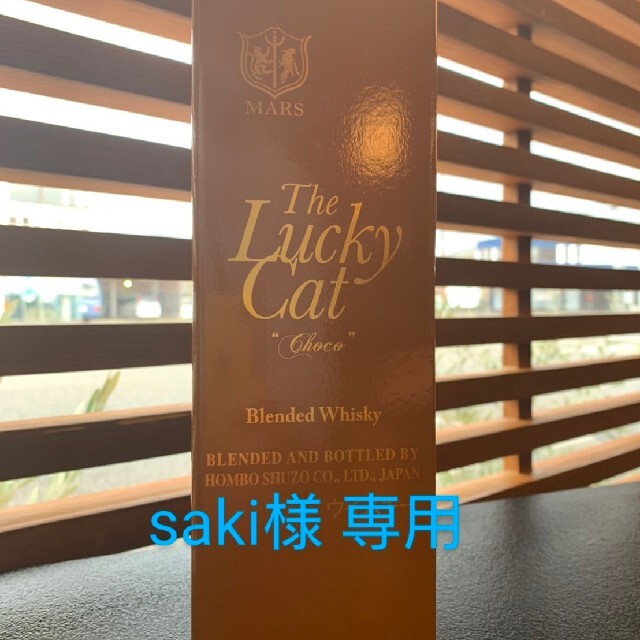 MARS
The
Lucky
Cat
"Choco"
Blended Whisky
BLENDED AND BOTTLED BY
HOMBO SHUZO CO., LTD., JAPAN
saki様 専用